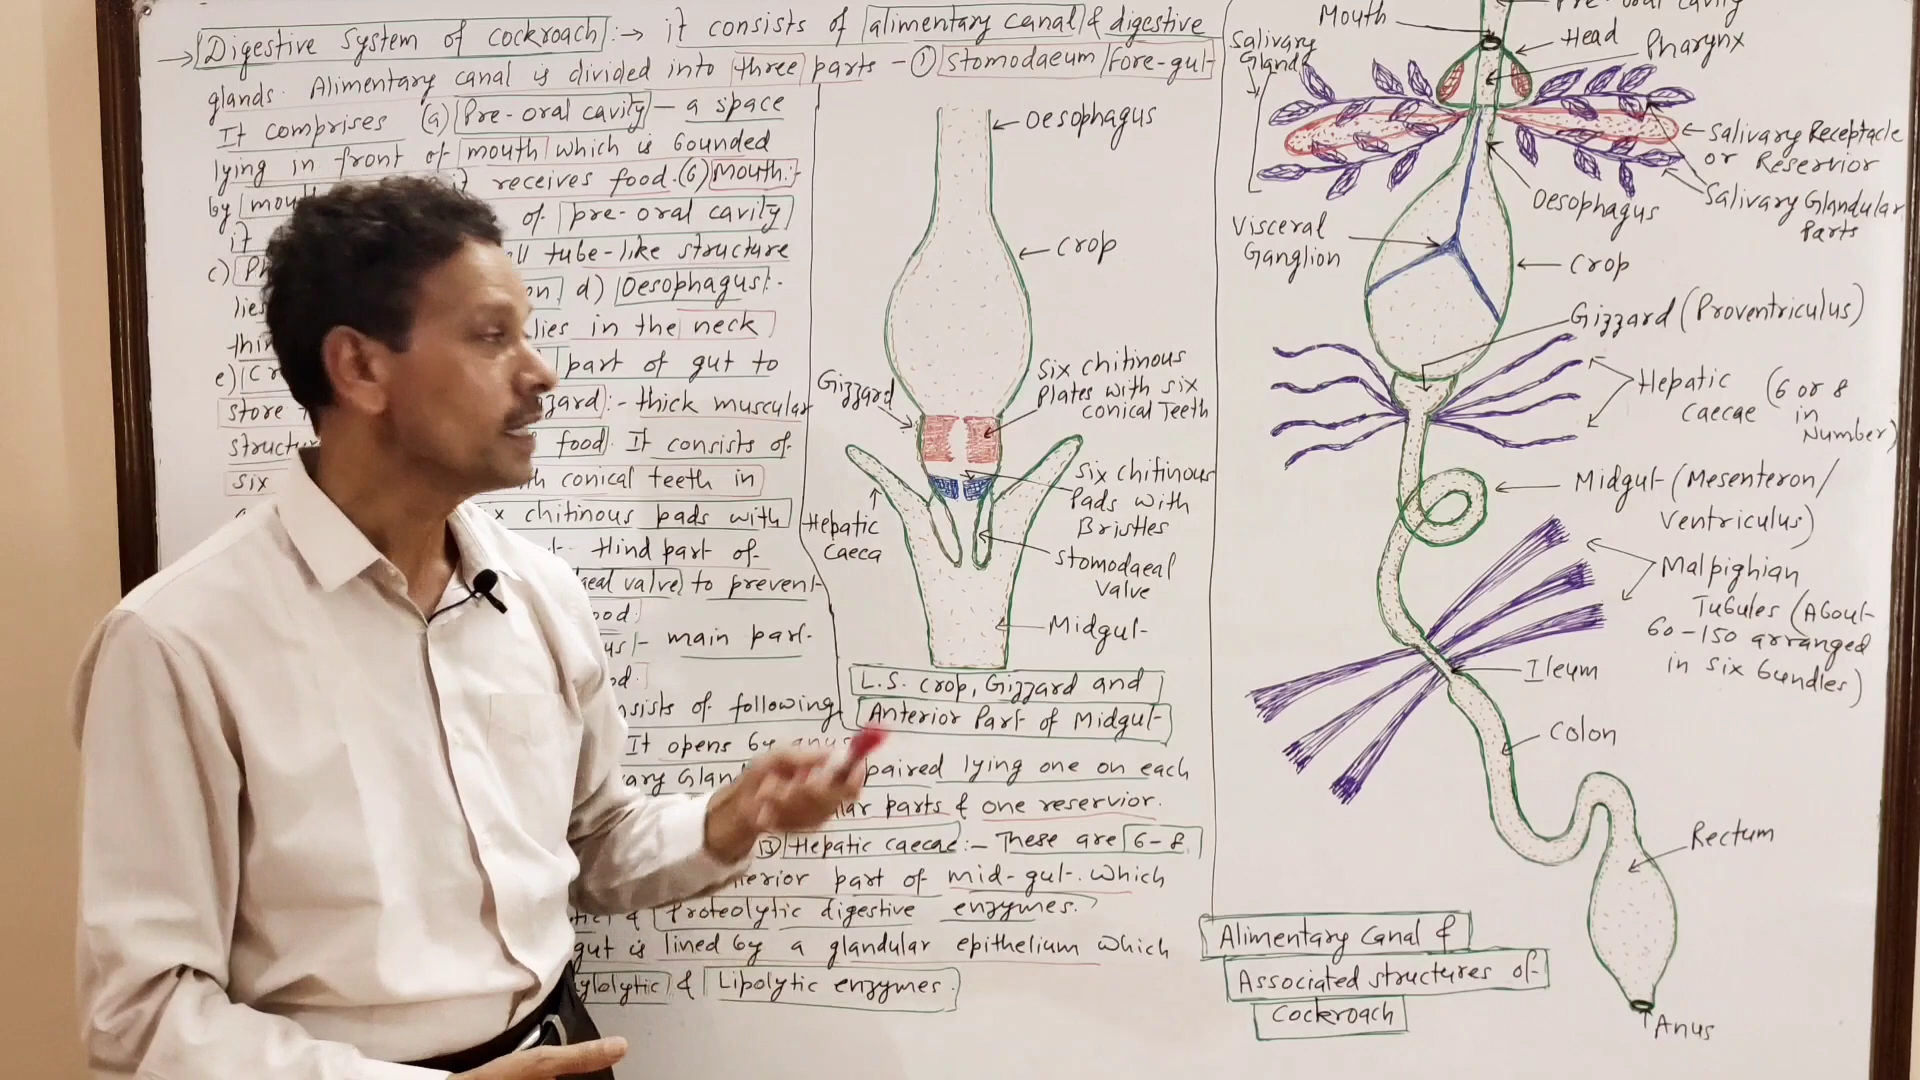 → Digestive System of cockroach :→ it consists of alimentary canal & digestive
glands. Alimentary canal is divided into three parts - ① Stomodaeum/Fore-gut
It comprises (a) Pre-oral cavity - a space
lying in front of mouth which is bounded
by it receives food. (b) Mouth:-
it of pre-oral cavity
c) tube-like structure
lies d) Oesophagus:-
lies in the neck
e) part of gut to
store :- thick muscular
food. It consists of
six conical teeth in
chitinous pads with
Hind part of
valve to prevent
main part
consists of following
It opens by anus
Gland paired lying one on each
parts & one reservior.
B) Hepatic caecae:- These are 6-8
part of mid-gut. which
& Proteolytic digestive enzymes.
gut is lined by a glandular epithelium which
& Lipolytic enzymes.
Oesophagus
Crop
Gizzard
Six chitinous
Plates with six
conical Teeth
Six chitinous
Pads with
Bristles
Hepatic
Caeca
Stomodaeal
Valve
Midgut
L.S. Crop, Gizzard and
Anterior Part of Midgut
Mouth
Pre-oral cavity
Head
Pharynx
Salivary
Gland
Salivary Receptacle
or Reservior
Salivary Glandular
Parts
Oesophagus
Visceral
Ganglion
Crop
Gizzard (Proventriculus)
Hepatic (6 or 8
Caecae in
Number)
Midgut (Mesenteron/
Ventriculus)
Malpighian
Tubules (About
60-150 arranged
in six bundles)
Ileum
Colon
Rectum
Anus
Alimentary Canal &
Associated structures of
Cockroach